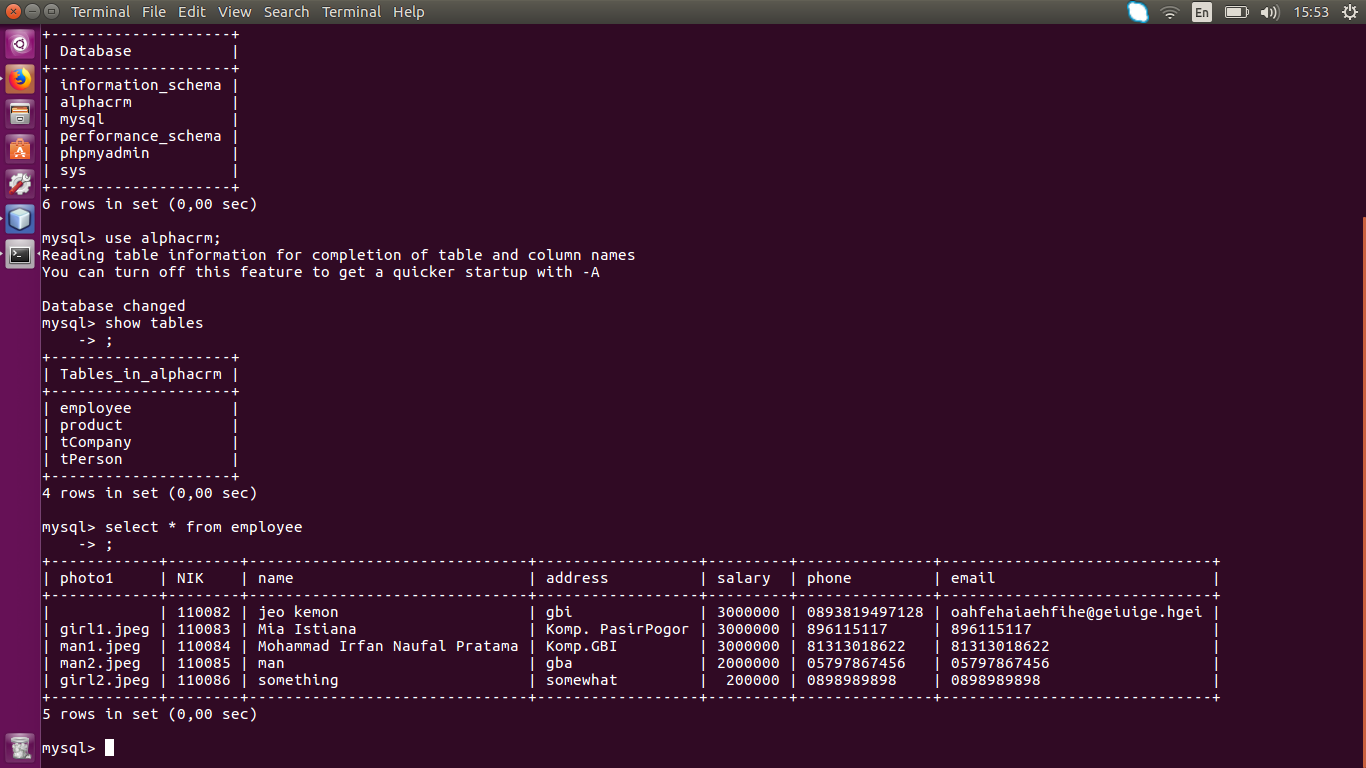 Terminal File Edit View Search Terminal Help En 15:53
+--------------------+
| Database           |
+--------------------+
| information_schema |
| alphacrm           |
| mysql              |
| performance_schema |
| phpmyadmin         |
| sys                |
+--------------------+
6 rows in set (0,00 sec)
mysql> use alphacrm;
Reading table information for completion of table and column names
You can turn off this feature to get a quicker startup with -A
Database changed
mysql> show tables
    -> ;
+--------------------+
| Tables_in_alphacrm |
+--------------------+
| employee           |
| product            |
| tCompany           |
| tPerson            |
+--------------------+
4 rows in set (0,00 sec)
mysql> select * from employee
    -> ;
+------------+--------+-------------------------------+------------------+---------+---------------+------------------------------+
| photo1     | NIK    | name                          | address          | salary  | phone         | email                        |
+------------+--------+-------------------------------+------------------+---------+---------------+------------------------------+
|            | 110082 | jeo kemon                     | gbi              | 3000000 | 0893819497128 | oahfehaiaehfihe@geiuige.hgei |
| girl1.jpeg | 110083 | Mia Istiana                   | Komp. PasirPogor | 3000000 | 896115117     | 896115117                    |
| man1.jpeg  | 110084 | Mohammad Irfan Naufal Pratama | Komp.GBI         | 3000000 | 81313018622   | 81313018622                  |
| man2.jpeg  | 110085 | man                           | gba              | 2000000 | 05797867456   | 05797867456                  |
| girl2.jpeg | 110086 | something                     | somewhat         |  200000 | 0898989898    | 0898989898                   |
+------------+--------+-------------------------------+------------------+---------+---------------+------------------------------+
5 rows in set (0,00 sec)
mysql>